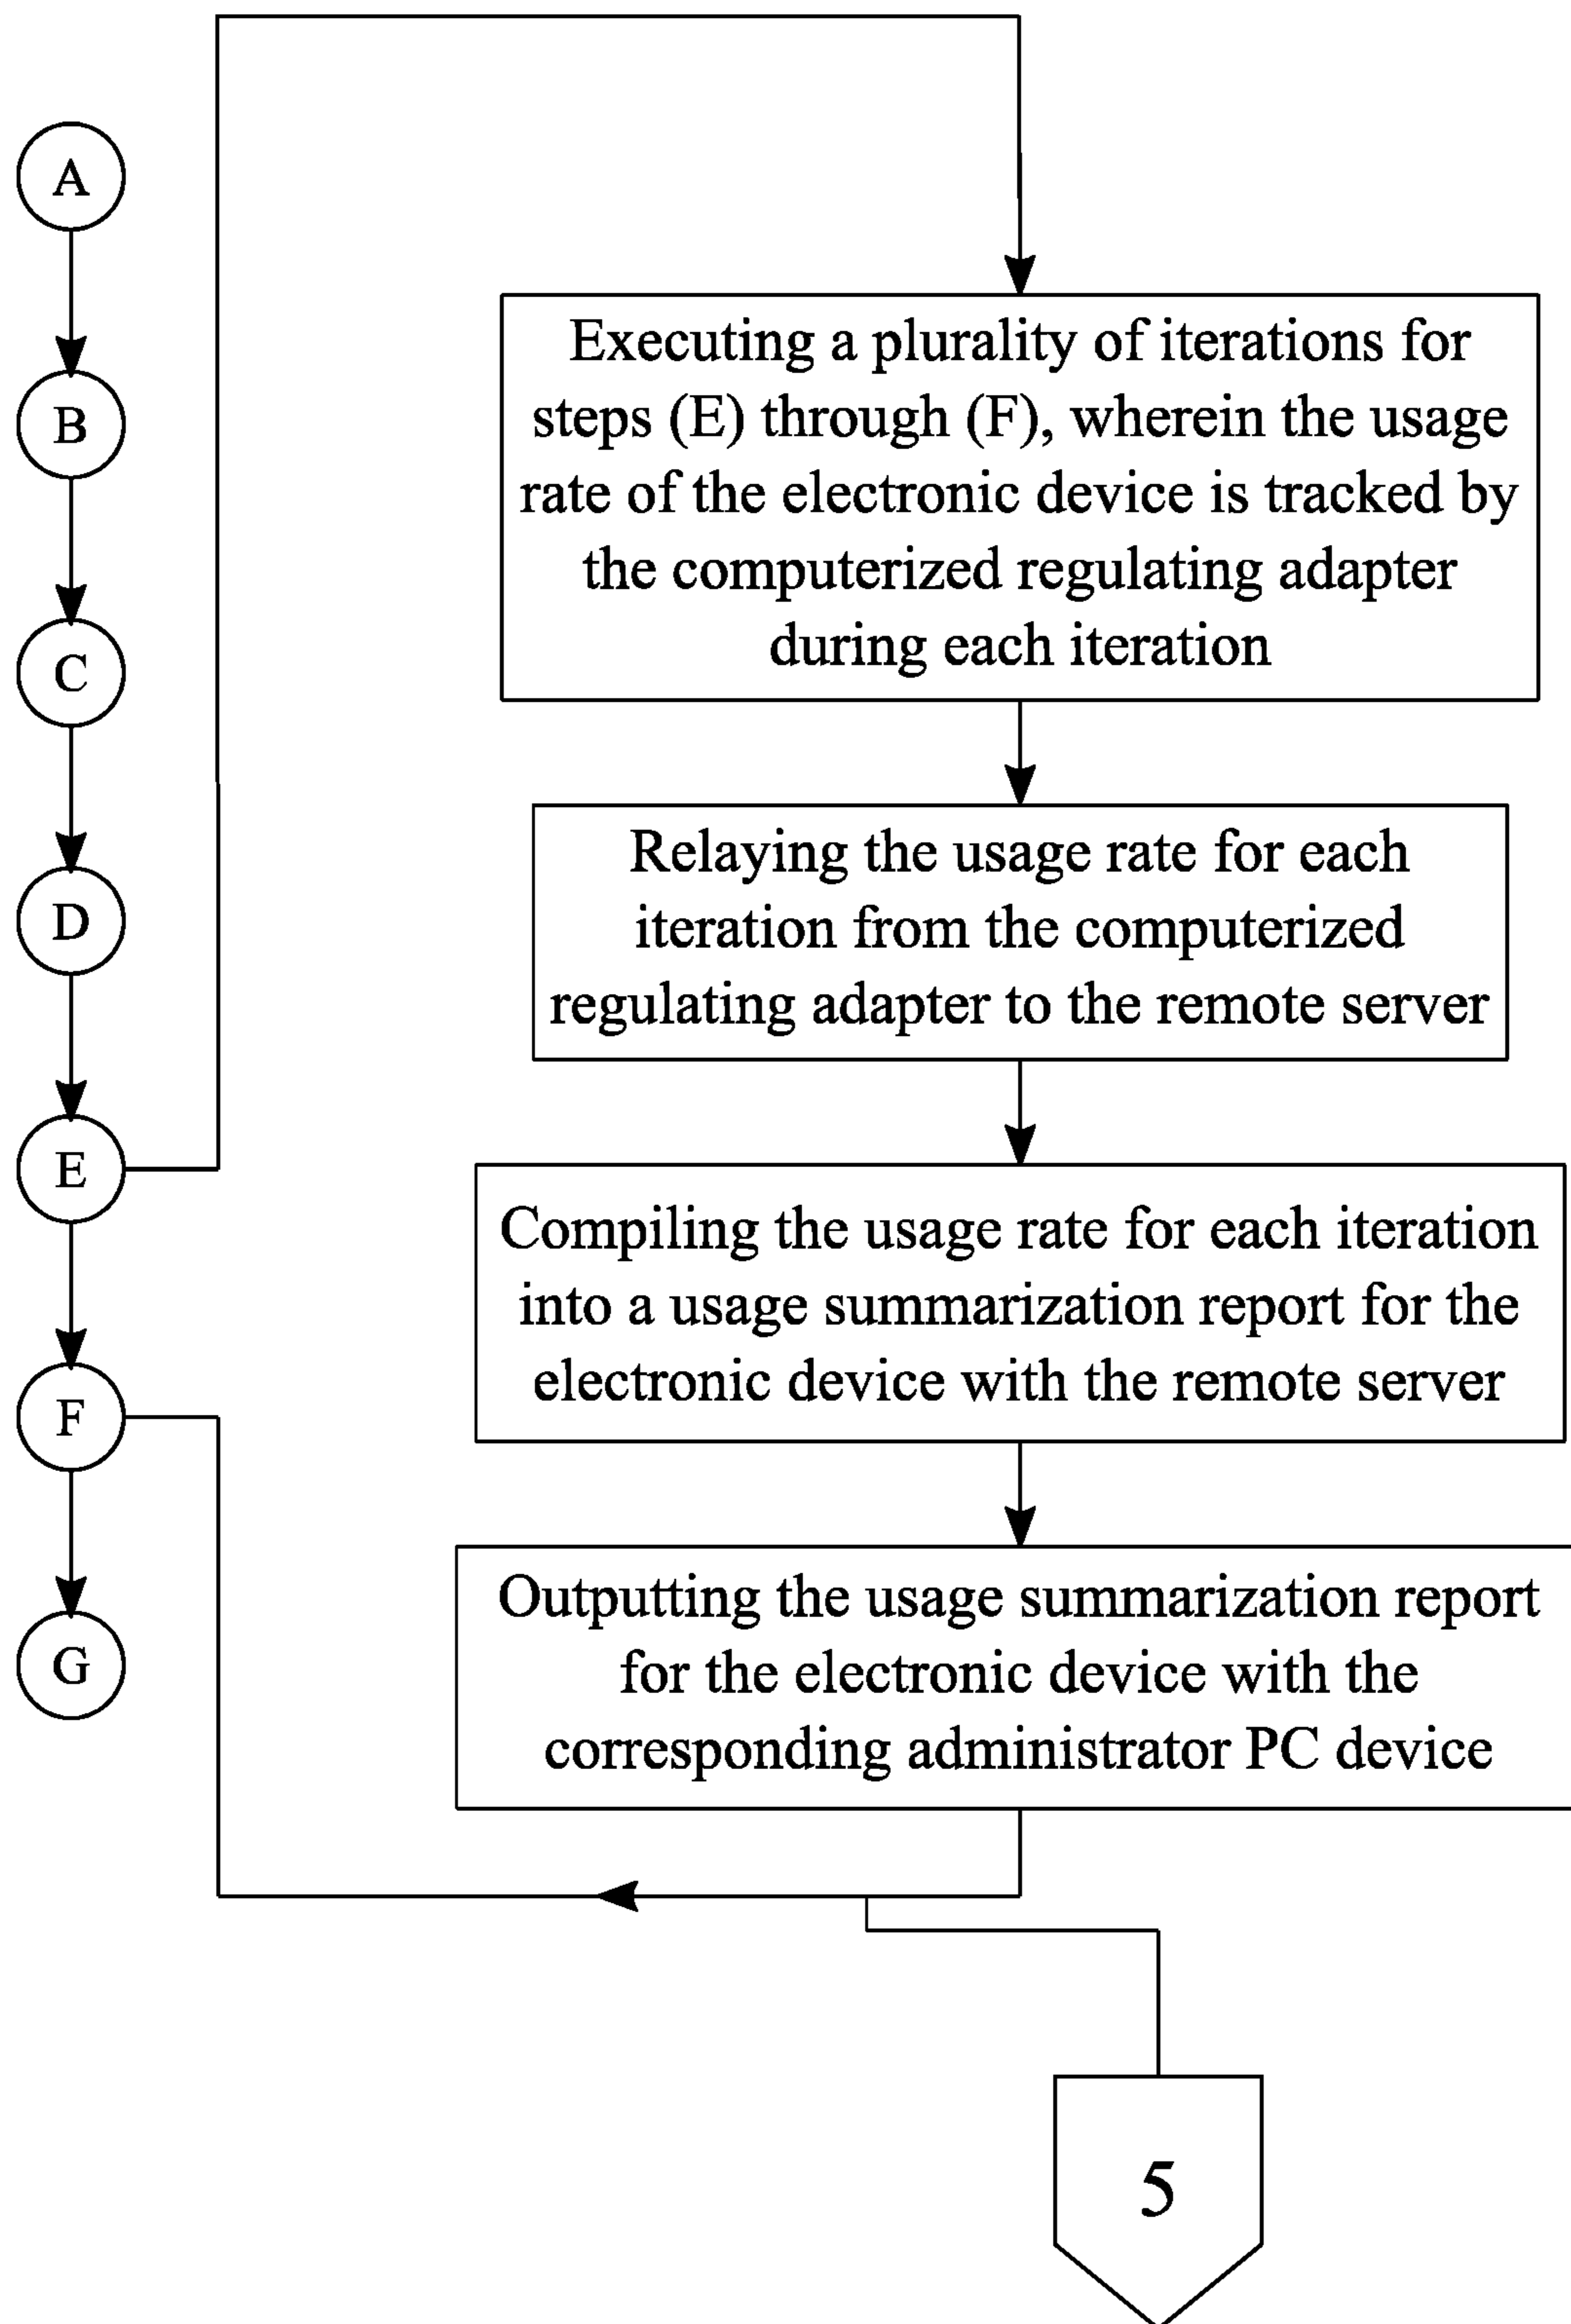 A
B
C
D
E
F
G
Executing a plurality of iterations for
steps (E) through (F), wherein the usage
rate of the electronic device is tracked by
the computerized regulating adapter
during each iteration
Relaying the usage rate for each
iteration from the computerized
regulating adapter to the remote server
Compiling the usage rate for each iteration
into a usage summarization report for the
electronic device with the remote server
Outputting the usage summarization report
for the electronic device with the
corresponding administrator PC device
5